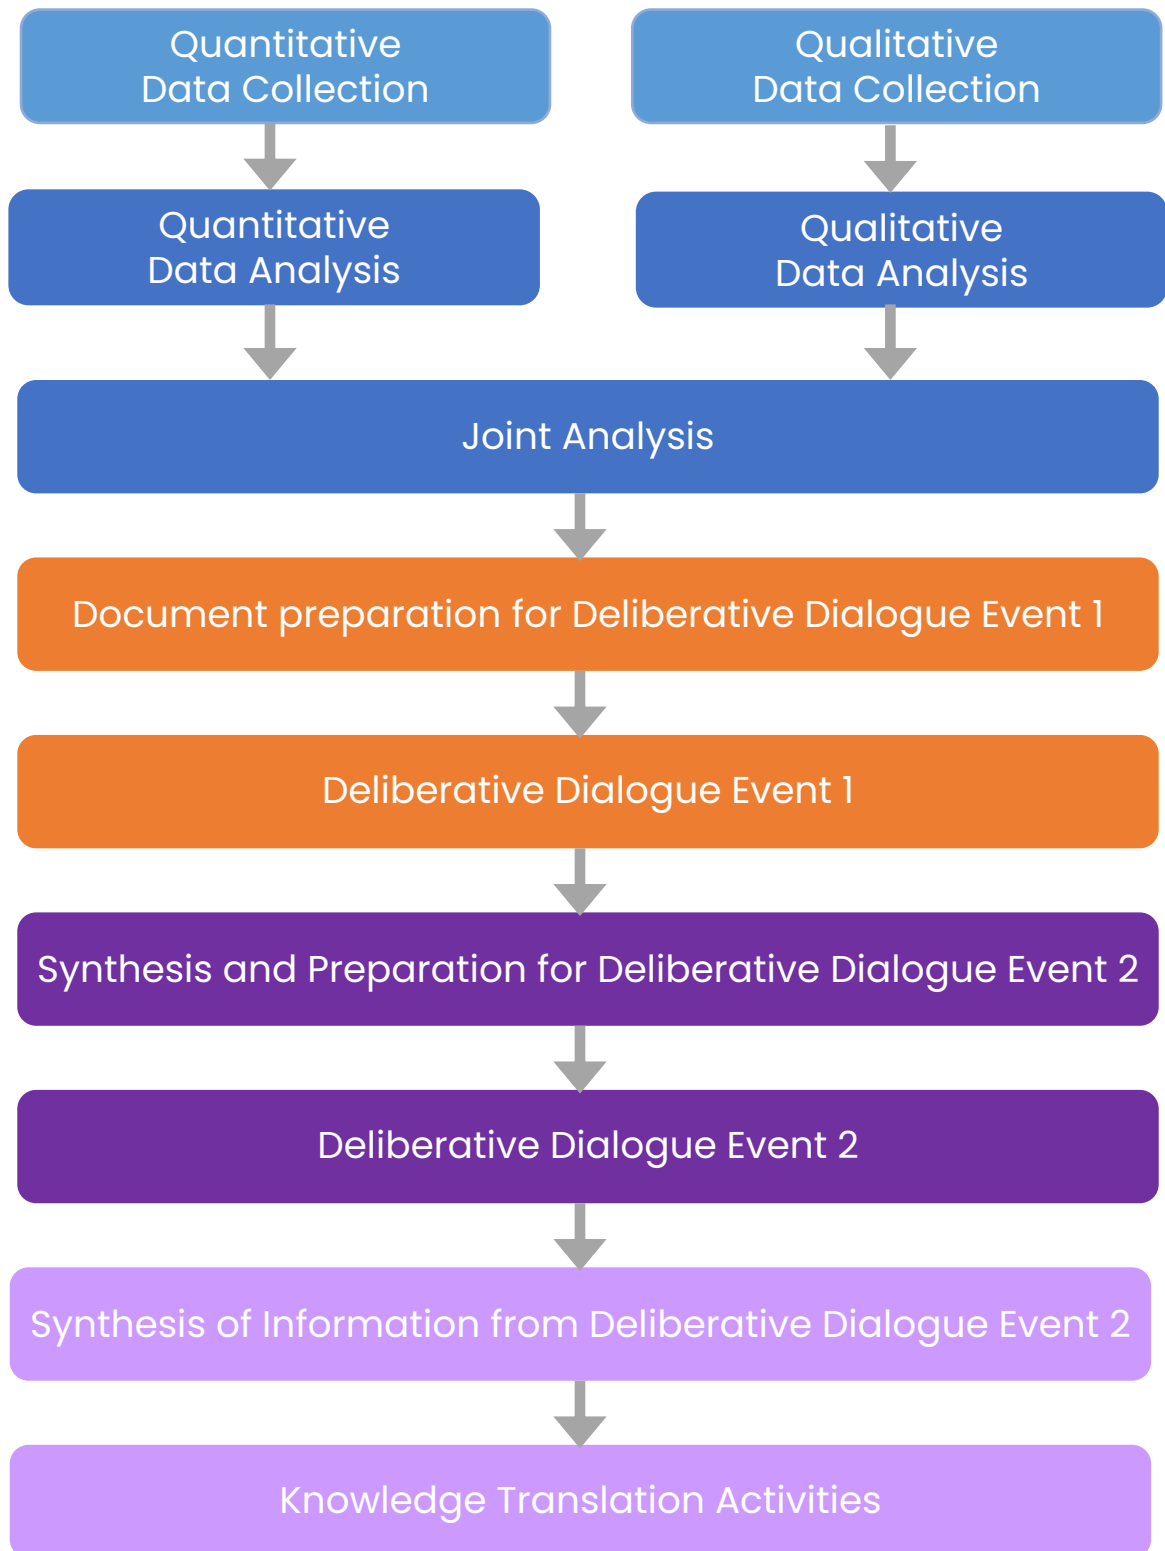 Quantitative
Data Collection
Qualitative
Data Collection
Quantitative
Data Analysis
Qualitative
Data Analysis
Joint Analysis
Document preparation for Deliberative Dialogue Event 1
Deliberative Dialogue Event 1
Synthesis and Preparation for Deliberative Dialogue Event 2
Deliberative Dialogue Event 2
Synthesis of Information from Deliberative Dialogue Event 2
Knowledge Translation Activities